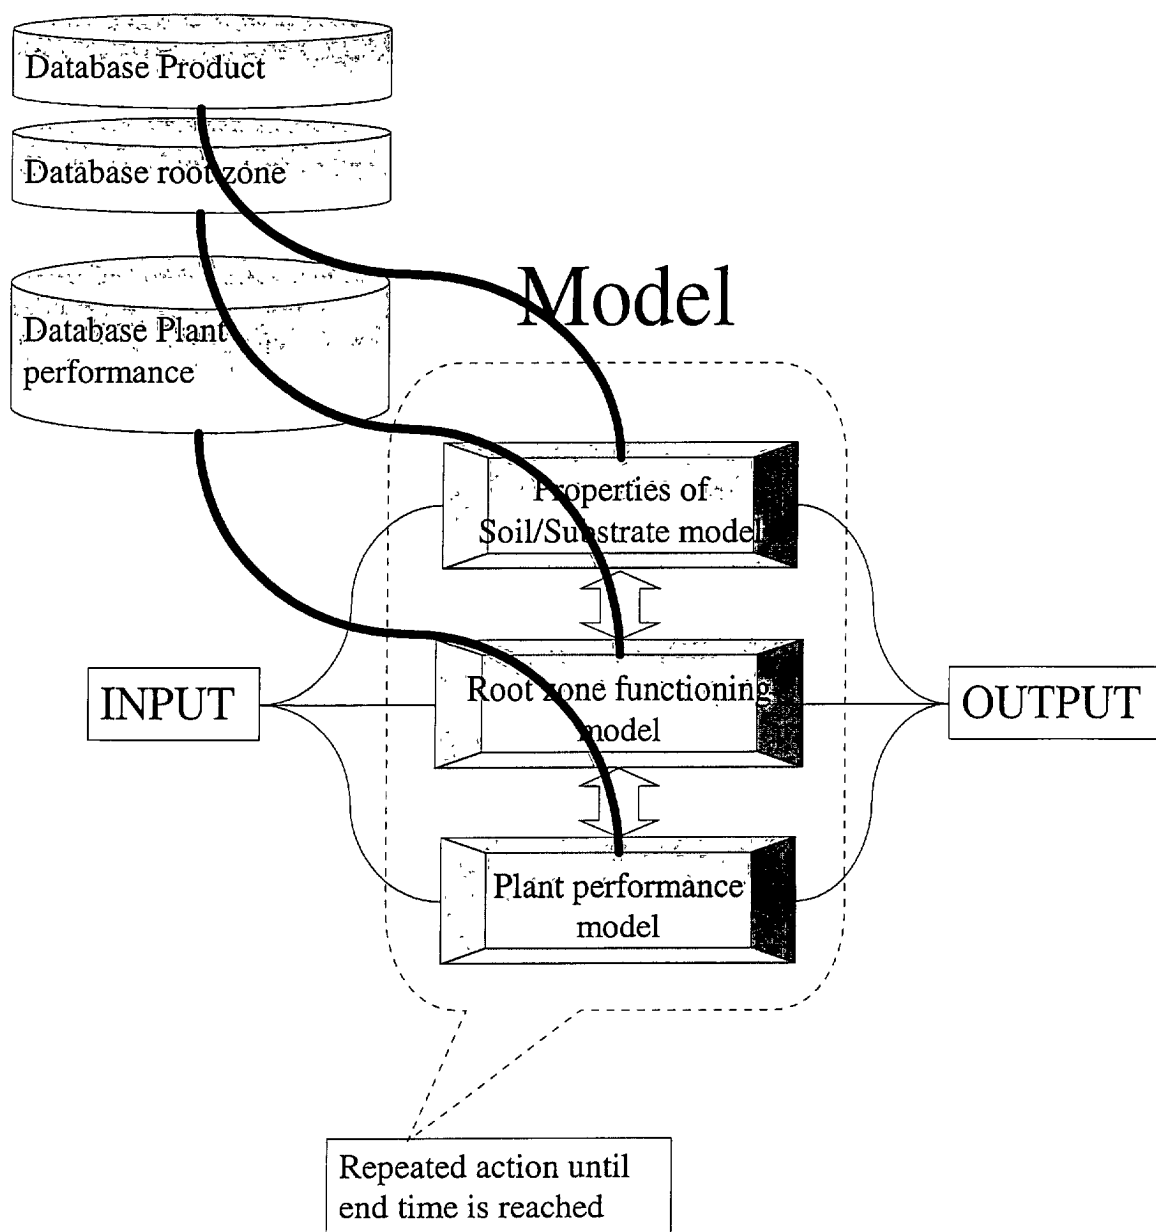 Database Product
Database root zone
Database Plant
performance
Model
Properties of
Soil/Substrate model
INPUT
Root zone functioning
model
OUTPUT
Plant performance
model
Repeated action until
end time is reached